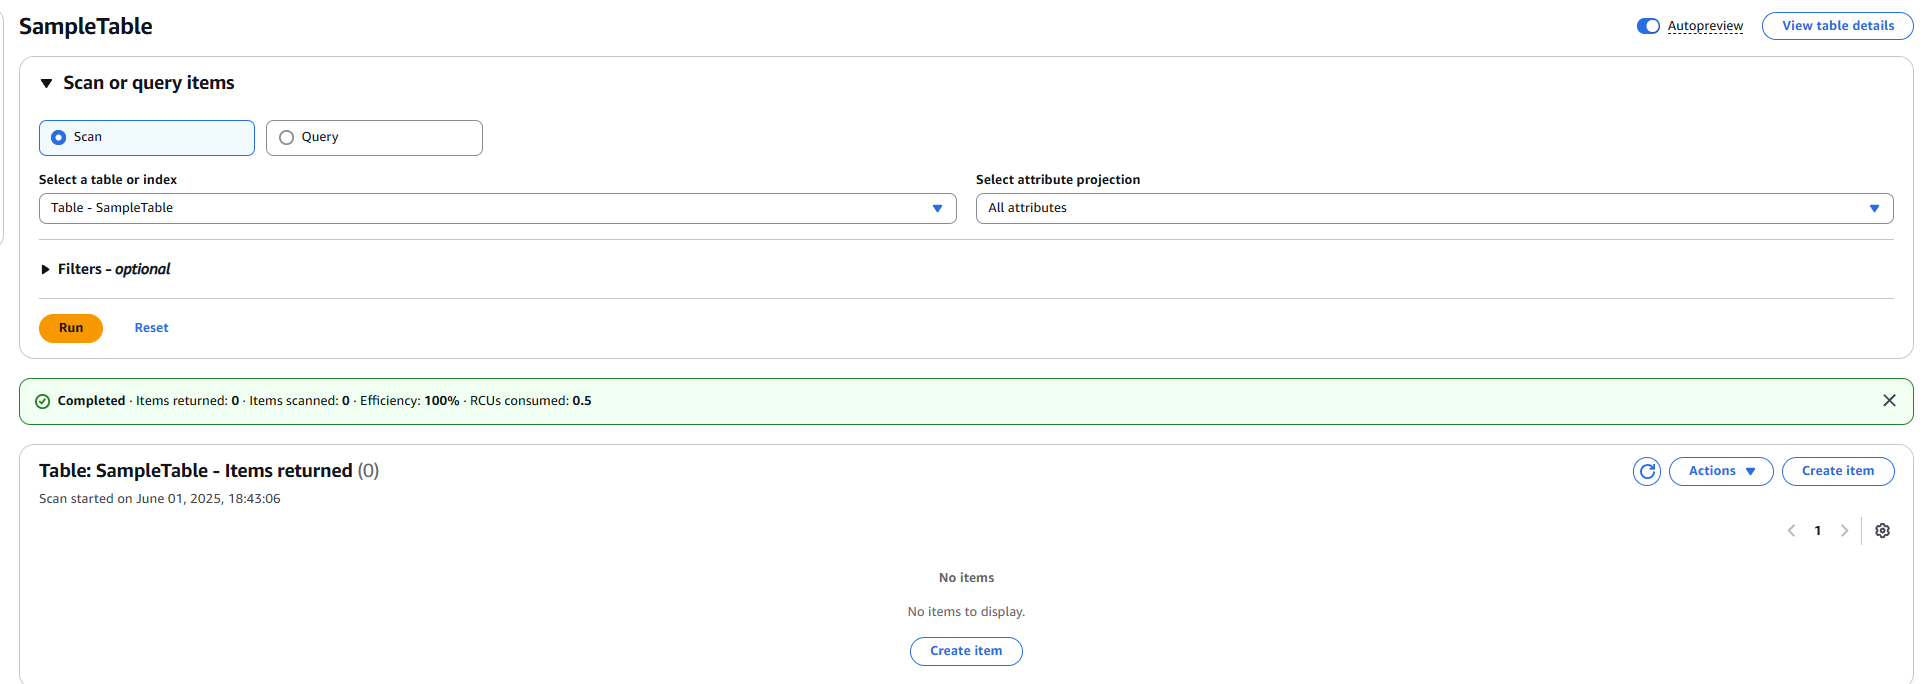 SampleTable
Autopreview
View table details
Scan or query items
Scan
Query
Select a table or index
Select attribute projection
Table - SampleTable
All attributes
Filters - optional
Run
Reset
Completed · Items returned: 0 · Items scanned: 0 · Efficiency: 100% · RCUs consumed: 0.5
Table: SampleTable - Items returned (0)
Actions
Create item
Scan started on June 01, 2025, 18:43:06
1
No items
No items to display.
Create item